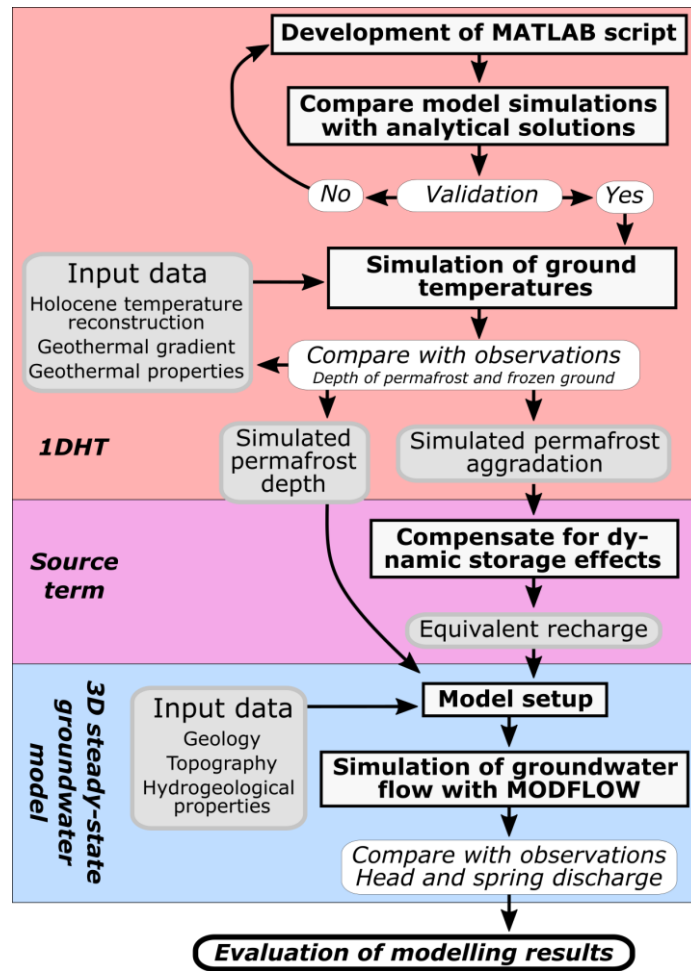 Development of MATLAB script
Compare model simulations
with analytical solutions
No
Validation
Yes
Input data
Holocene temperature
reconstruction
Geothermal gradient
Geothermal properties
Simulation of ground
temperatures
Compare with observations
Depth of permafrost and frozen ground
1DHT
Simulated
permafrost
depth
Simulated permafrost
aggradation
Source
term
Compensate for dy-
namic storage effects
Equivalent recharge
3D steady-state
groundwater
model
Input data
Geology
Topography
Hydrogeological
properties
Model setup
Simulation of groundwater
flow with MODFLOW
Compare with observations
Head and spring discharge
Evaluation of modelling results